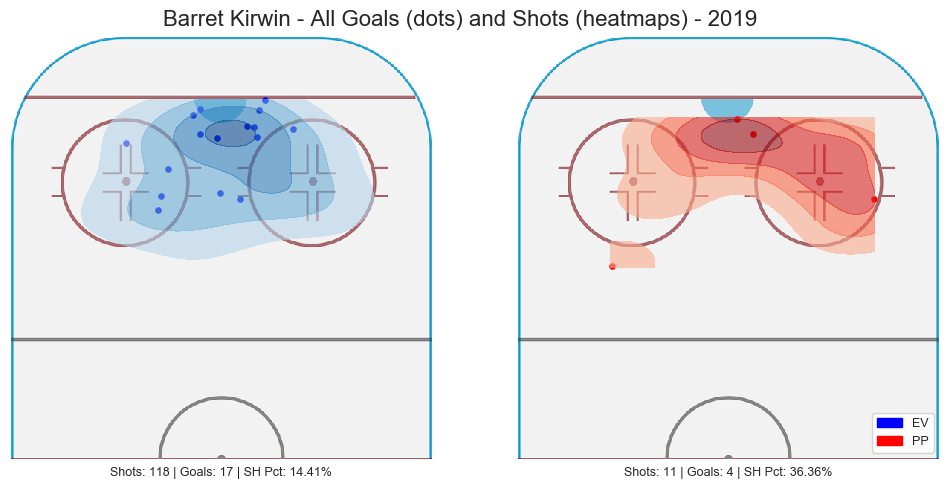 Barret Kirwin - All Goals (dots) and Shots (heatmaps) - 2019
EV
PP
Shots: 118 | Goals: 17 | SH Pct: 14.41%
Shots: 11 | Goals: 4 | SH Pct: 36.36%